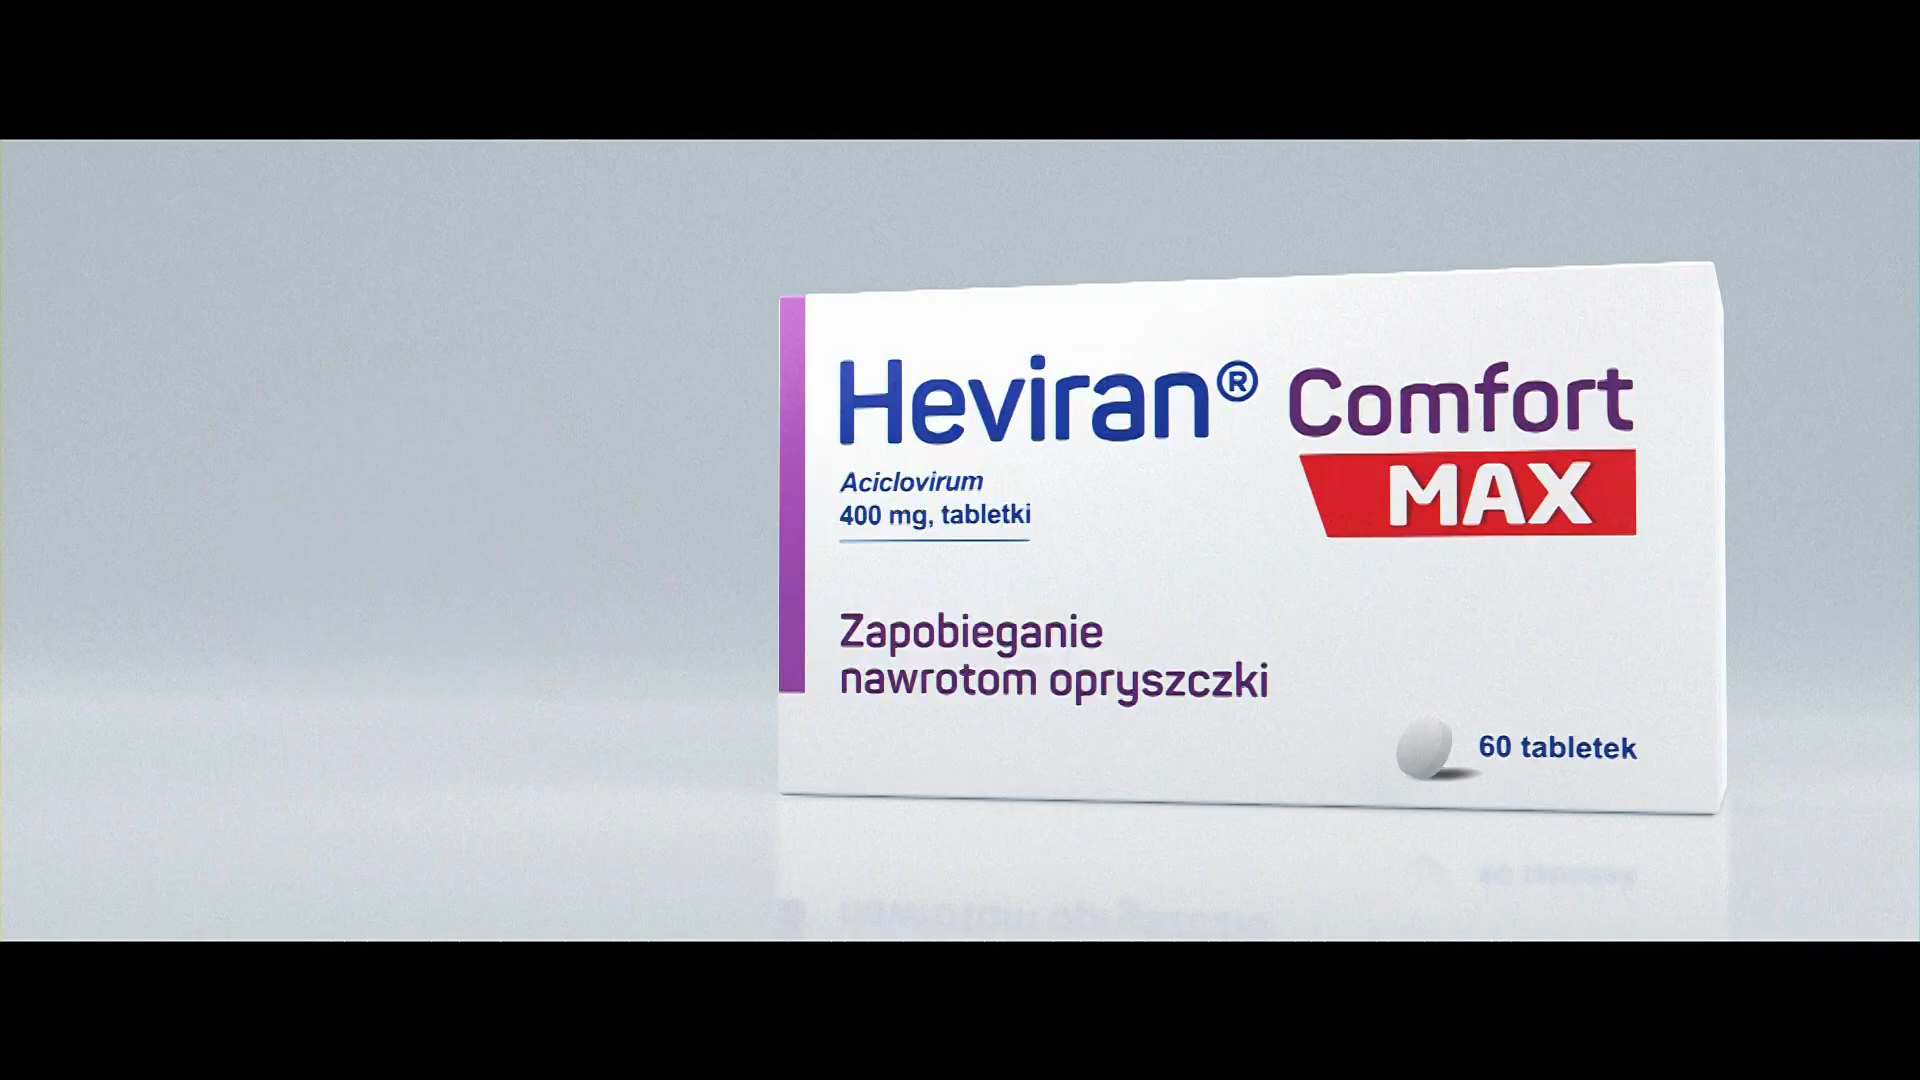 Heviran® Comfort
MAX
Aciclovirum
400 mg, tabletki
Zapobieganie
nawrotom opryszczki
60 tabletek